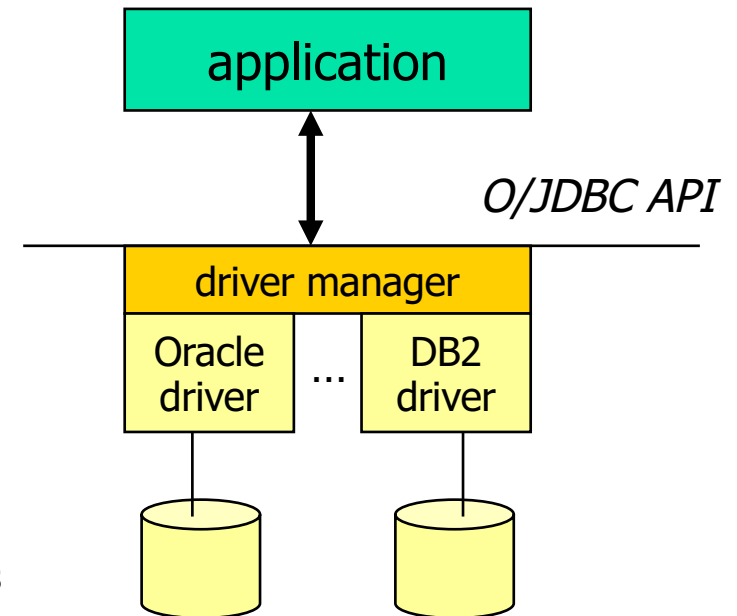 application
O/JDBC API
driver manager
Oracle
driver
...
DB2
driver
s